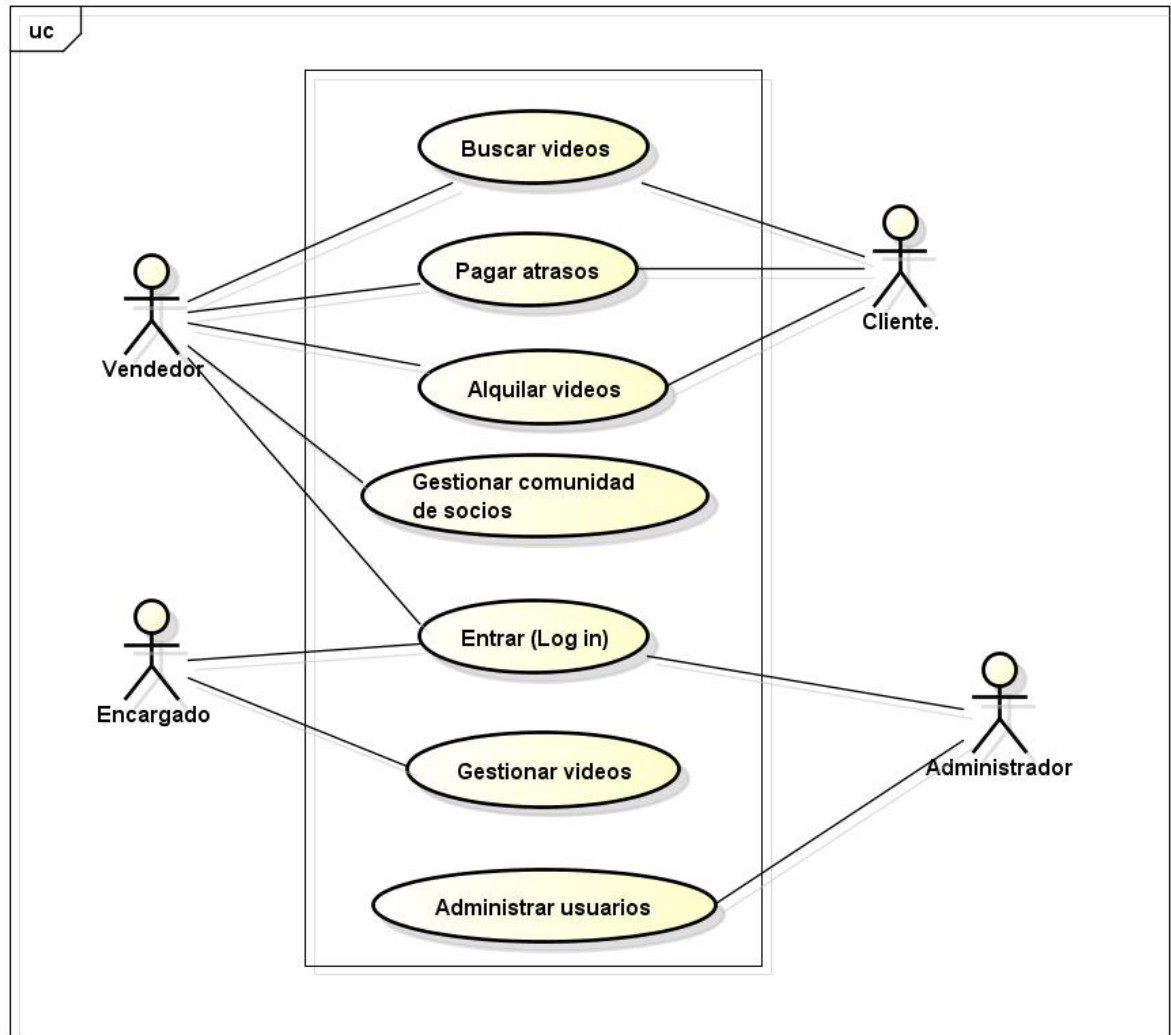 uc
Buscar videos
Pagar atrasos
Cliente.
Vendedor
Alquilar videos
Gestionar comunidad
de socios
Entrar (Log in)
Encargado
Gestionar videos
Administrador
Administrar usuarios